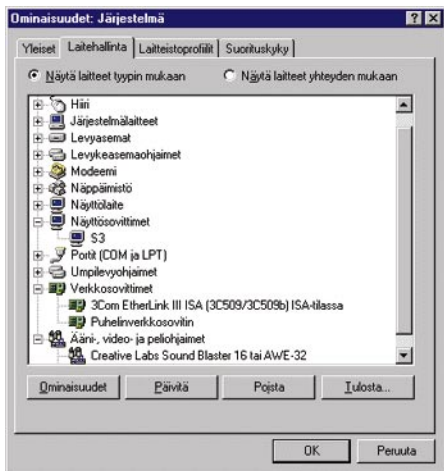 Ominaisuudet: Järjestelmä
Yleiset Laitehallinta Laitteistoprofiilit Suorituskyky
Näytä laitteet tyypin mukaan Näytä laitteet yhteyden mukaan
Hiiri
Järjestelmälaitteet
Levyasemat
Levykeasemaohjaimet
Modeemi
Näppäimistö
Näyttölaite
Näyttösovittimet
S3
Portit (COM ja LPT)
Umpilevyohjaimet
Verkkosovittimet
3Com EtherLink III ISA (3C509/3C509b) ISA-tilassa
Puhelinverkkosovitin
Ääni-, video- ja peliohjaimet
Creative Labs Sound Blaster 16 tai AWE-32
Ominaisuudet Päivitä Poista Tulosta...
OK Peruuta